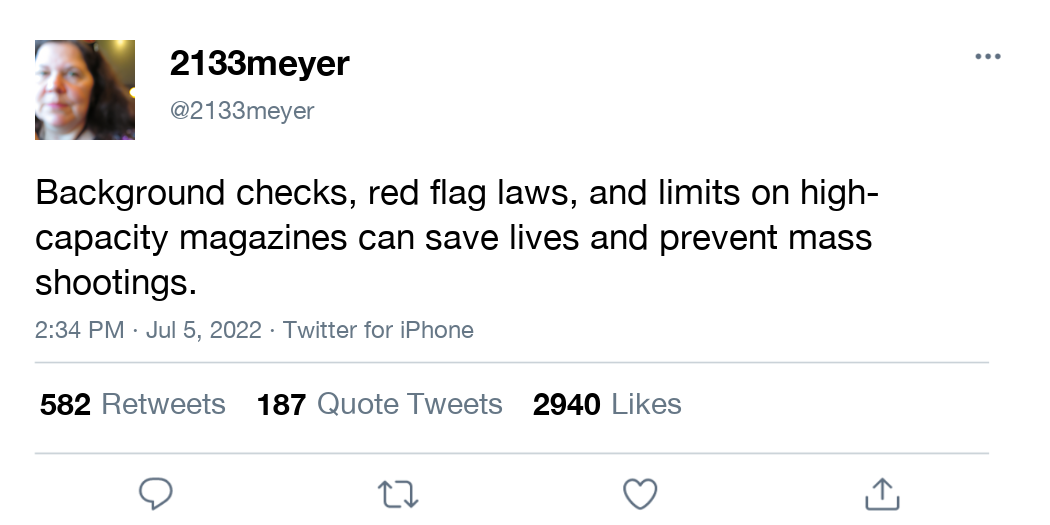 2133meyer
@2133meyer
Background checks, red flag laws, and limits on high-
capacity magazines can save lives and prevent mass
shootings.
2:34 PM · Jul 5, 2022 · Twitter for iPhone
582 Retweets 187 Quote Tweets 2940 Likes